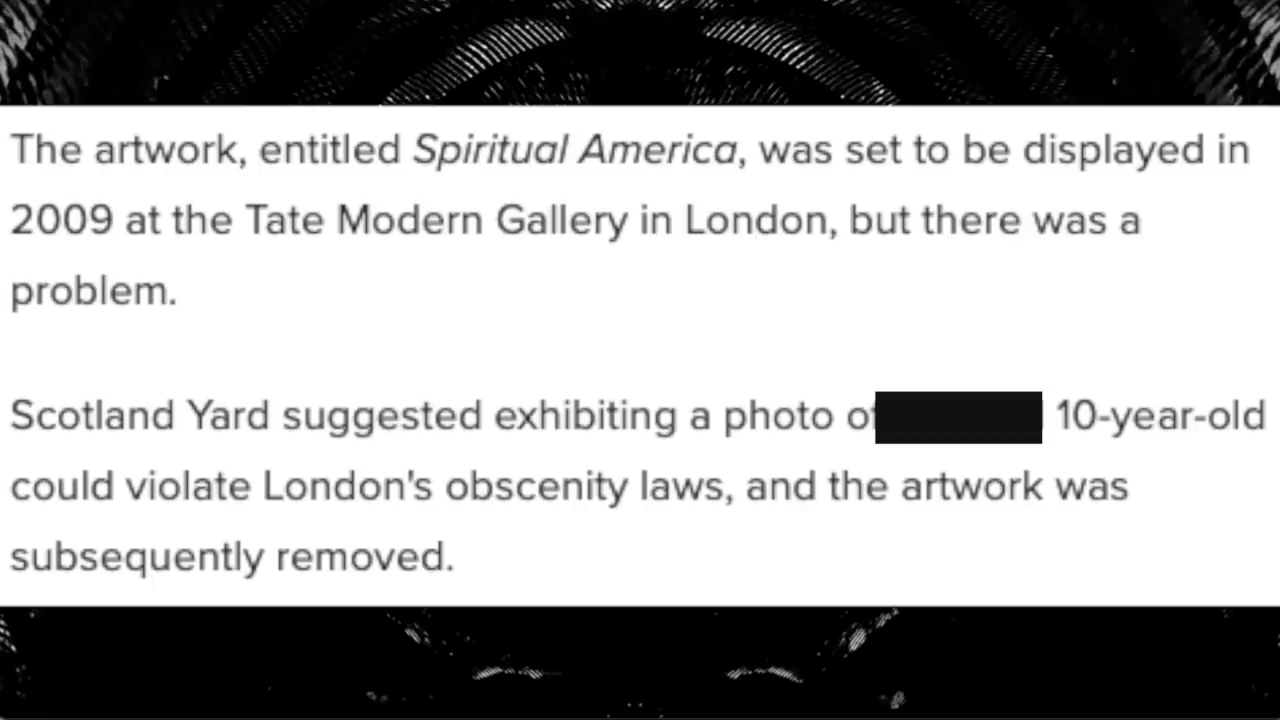 The artwork, entitled Spiritual America, was set to be displayed in
2009 at the Tate Modern Gallery in London, but there was a
problem.
Scotland Yard suggested exhibiting a photo of 10-year-old
could violate London's obscenity laws, and the artwork was
subsequently removed.